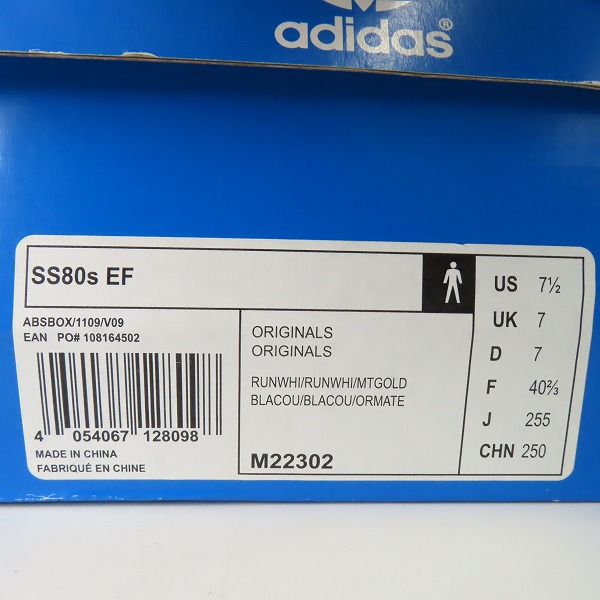 adidas®
SS80s EF
ABSBOX/1109/V09
EAN PO# 108164502
4 054067 128098
MADE IN CHINA
FABRIQUÉ EN CHINE
ORIGINALS
ORIGINALS
RUNWHI/RUNWHI/MTGOLD
BLACOU/BLACOU/ORMATE
M22302
US 7½
UK 7
D 7
F 40⅔
J 255
CHN 250